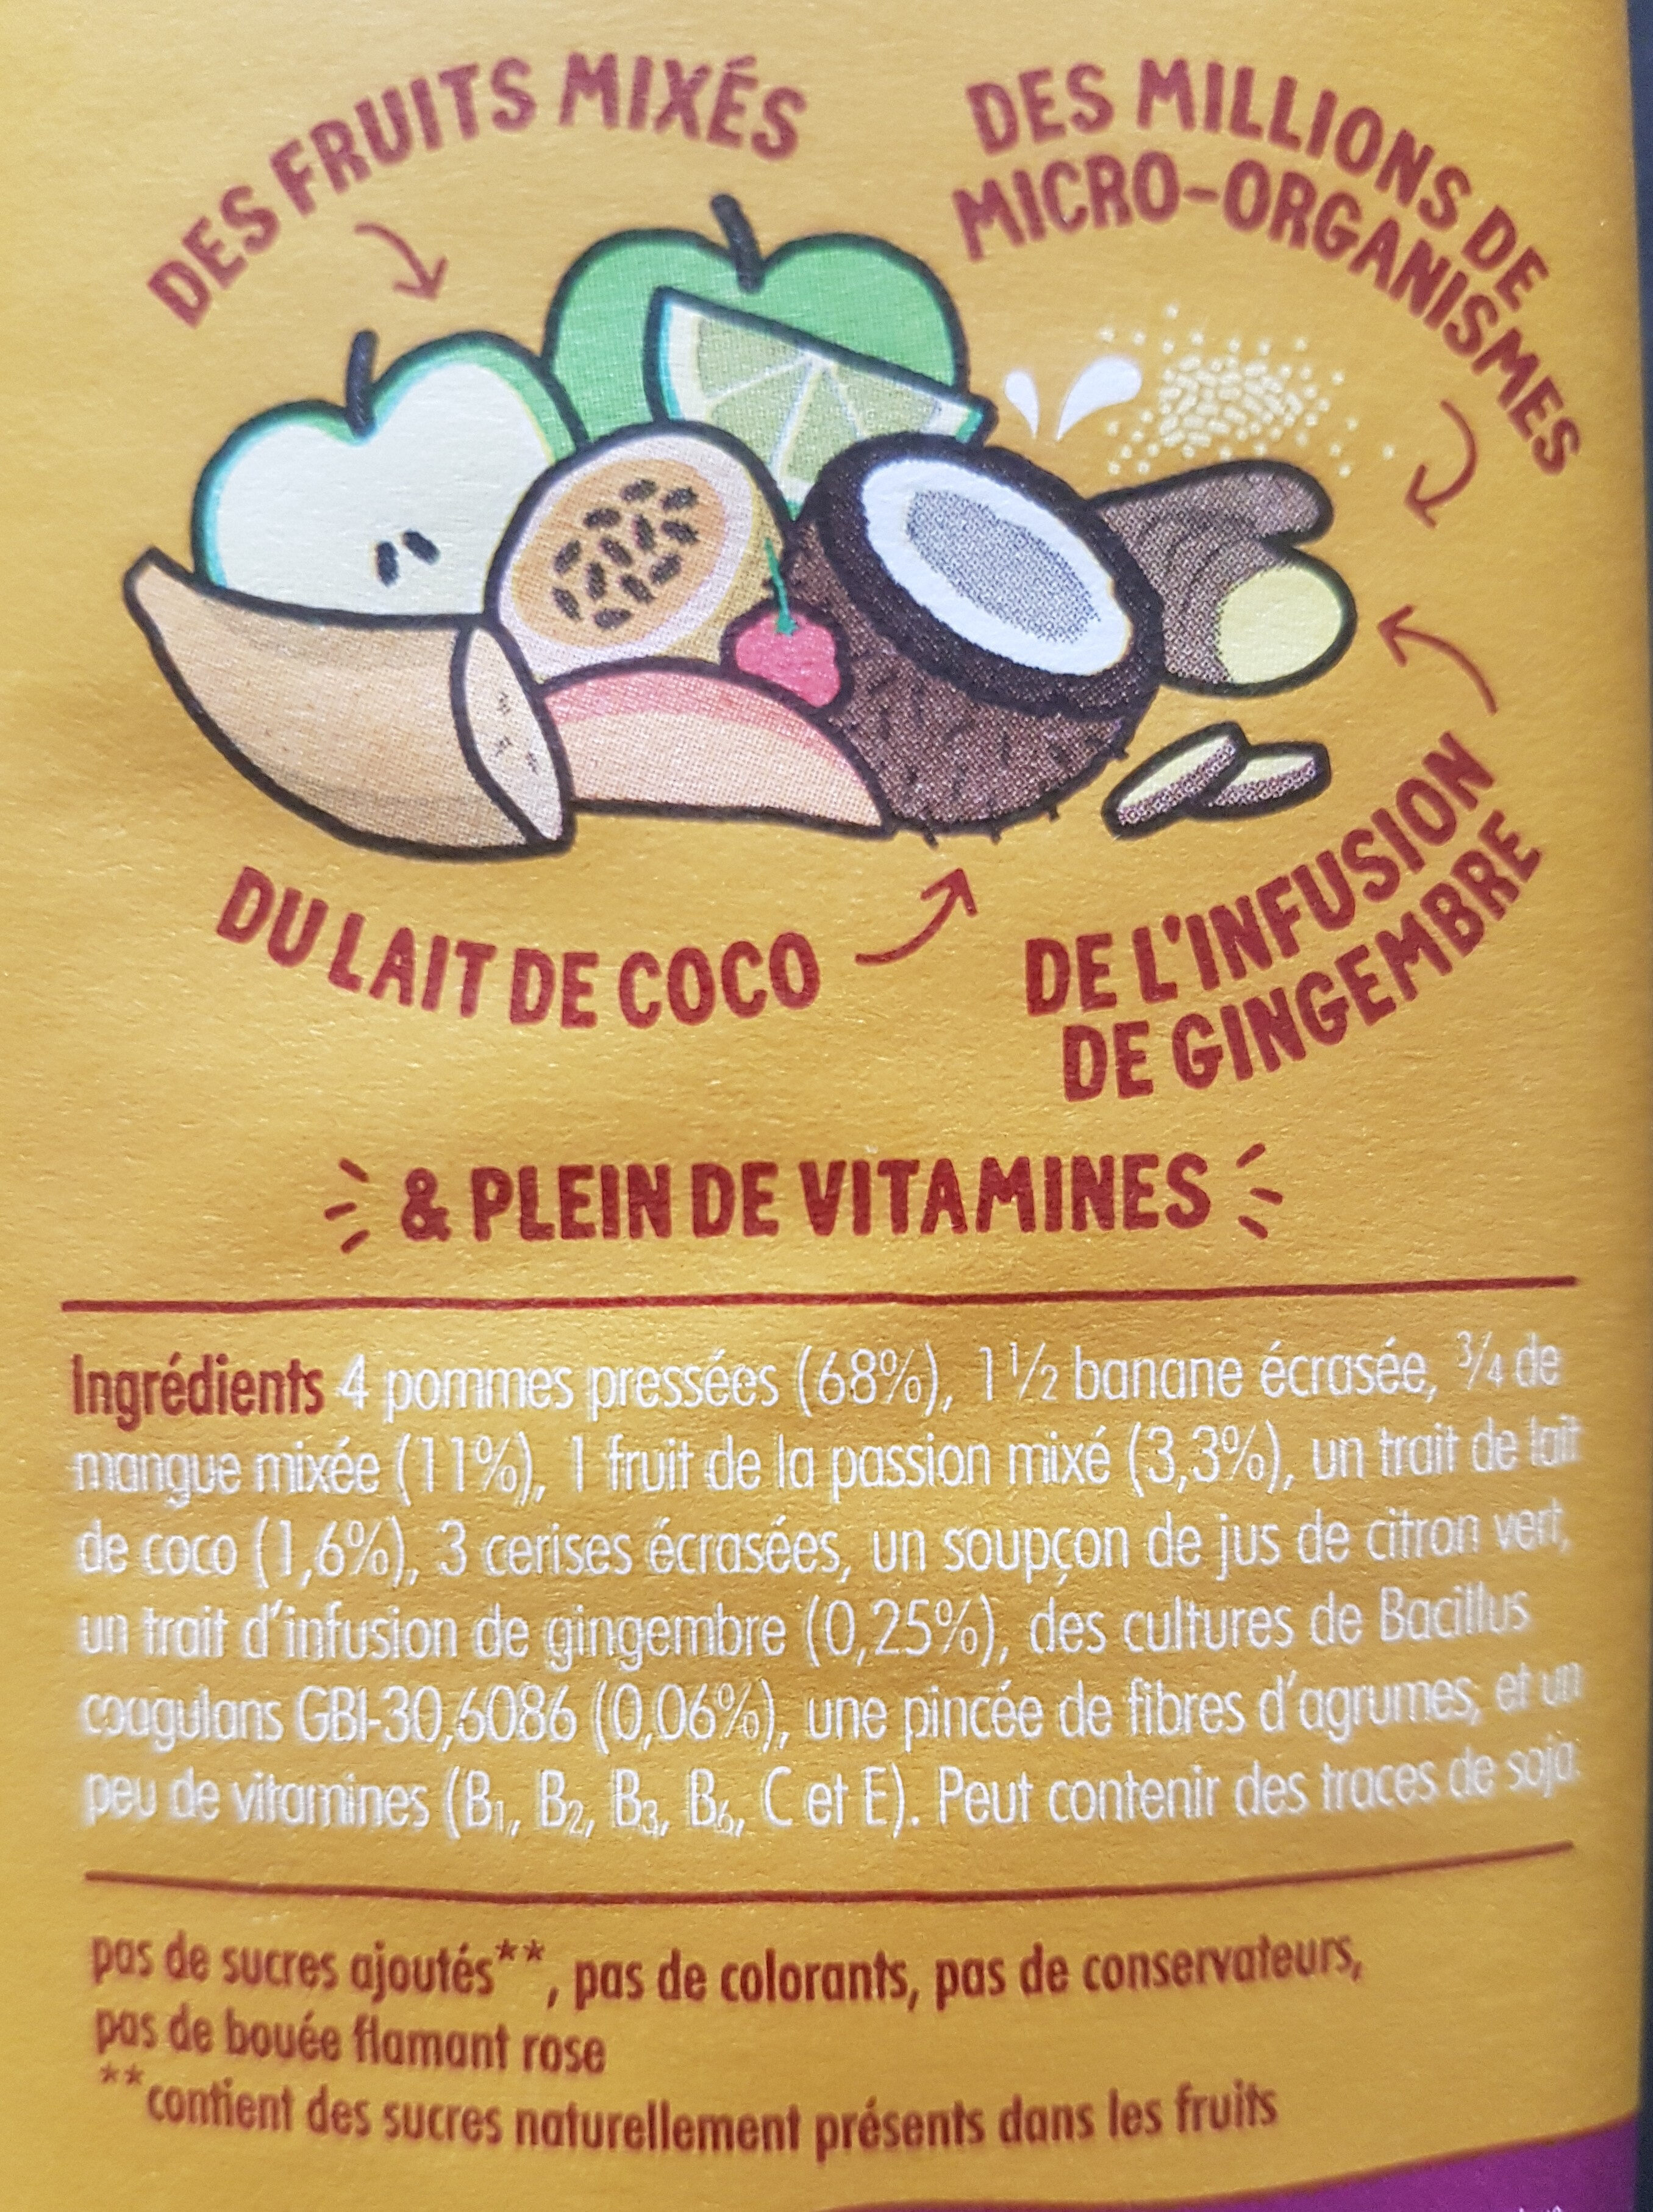 DES FRUITS MIXÉS
DES MILLIONS DE
MICRO-ORGANISMES
DU LAIT DE COCO
DE L'INFUSION
DE GINGEMBRE
& PLEIN DE VITAMINES
Ingrédients 4 pommes pressées (68%), 1 ½ banane écrasée, ¾ de
mangue mixée (11%), 1 fruit de la passion mixé (3,3%), un trait de lait
de coco (1,6%), 3 cerises écrasées, un soupçon de jus de citron vert,
un trait d'infusion de gingembre (0,25%), des cultures de Bacillus
coagulans GBI-30,6086 (0,06%), une pincée de fibres d'agrumes, et un
peu de vitamines (B1, B2, B3, B6, C et E). Peut contenir des traces de soja.
pas de sucres ajoutés**, pas de colorants, pas de conservateurs,
pas de bouée flamant rose
**contient des sucres naturellement présents dans les fruits